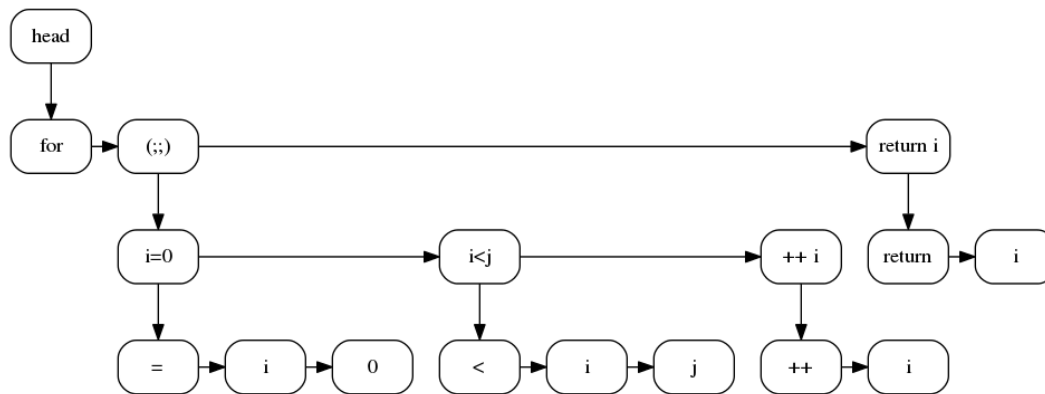 head
for
(;;)
return i
i=0
i<j
++ i
return
i
=
i
0
<
i
j
++
i